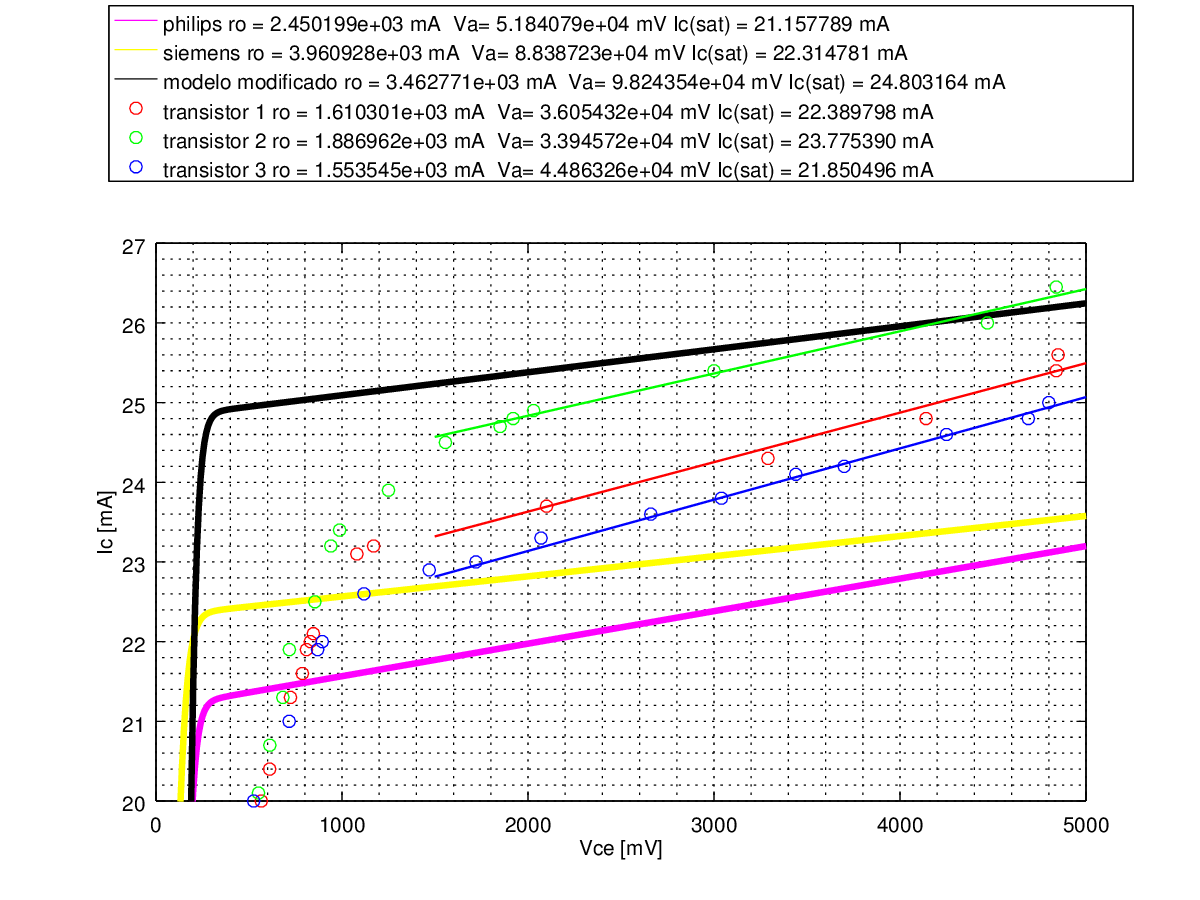 philips ro = 2.450199e+03 mA Va= 5.184079e+04 mV Ic(sat) = 21.157789 mA
siemens ro = 3.960928e+03 mA Va= 8.838723e+04 mV Ic(sat) = 22.314781 mA
modelo modificado ro = 3.462771e+03 mA Va= 9.824354e+04 mV Ic(sat) = 24.803164 mA
transistor 1 ro = 1.610301e+03 mA Va= 3.605432e+04 mV Ic(sat) = 22.389798 mA
transistor 2 ro = 1.886962e+03 mA Va= 3.394572e+04 mV Ic(sat) = 23.775390 mA
transistor 3 ro = 1.553545e+03 mA Va= 4.486326e+04 mV Ic(sat) = 21.850496 mA
27
26
25
24
23
22
21
20
Ic [mA]
0 1000 2000 3000 4000 5000
Vce [mV]